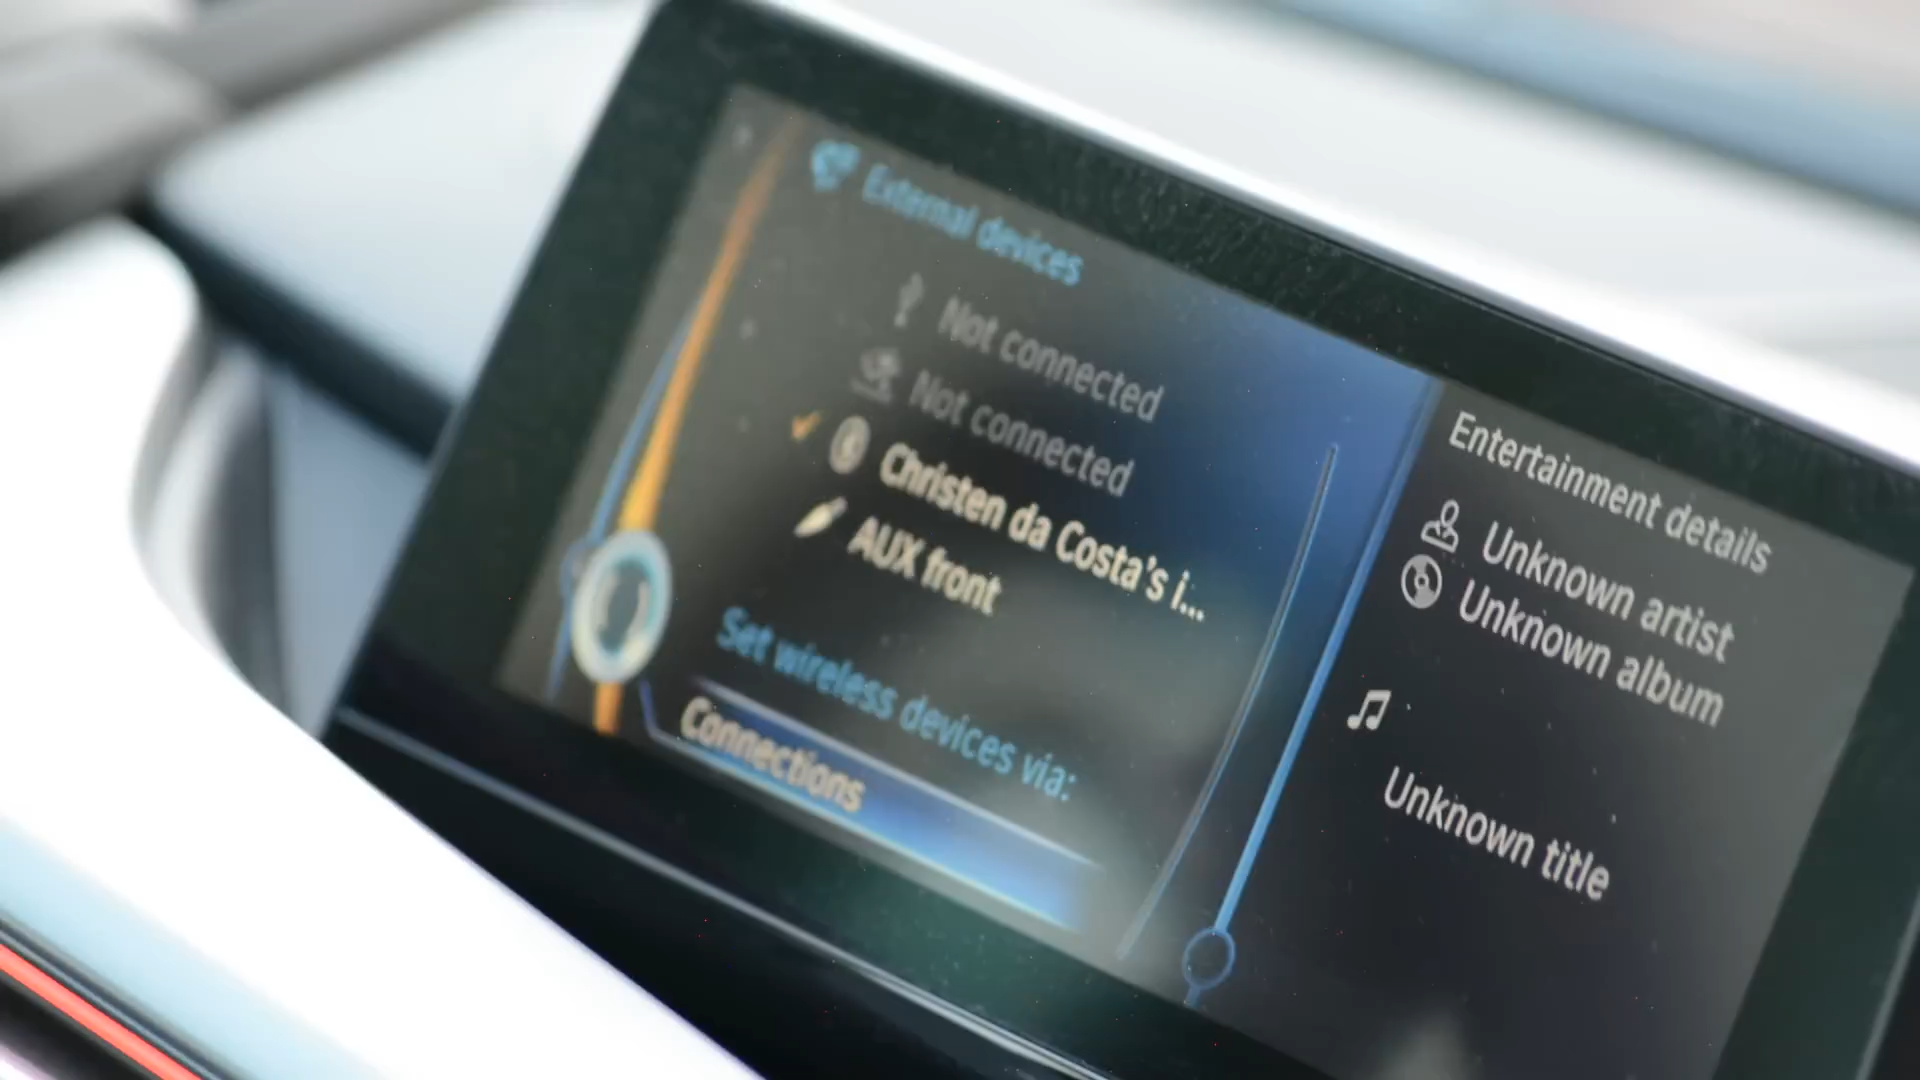 External devices
Not connected
Not connected
Christen da Costa's i...
AUX front
Set wireless devices via:
Connections
Entertainment details
Unknown artist
Unknown album
Unknown title